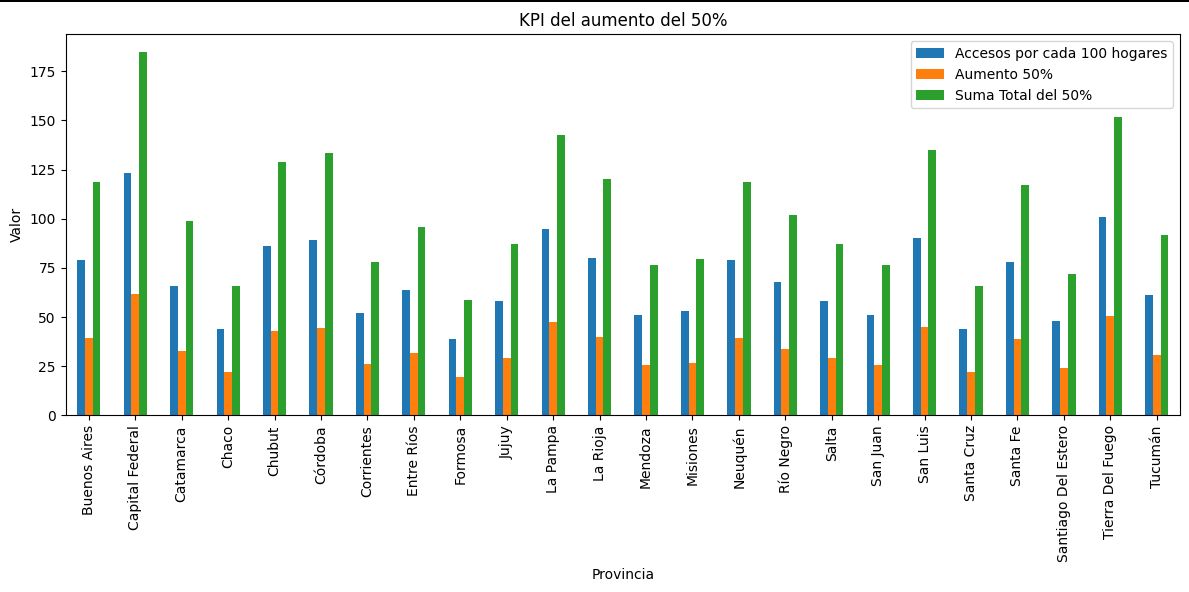 KPI del aumento del 50%
Accesos por cada 100 hogares
Aumento 50%
Suma Total del 50%
Valor
175
150
125
100
75
50
25
0
Buenos Aires
Capital Federal
Catamarca
Chaco
Chubut
Córdoba
Corrientes
Entre Ríos
Formosa
Jujuy
La Pampa
La Rioja
Mendoza
Misiones
Neuquén
Río Negro
Salta
San Juan
San Luis
Santa Cruz
Santa Fe
Santiago Del Estero
Tierra Del Fuego
Tucumán
Provincia